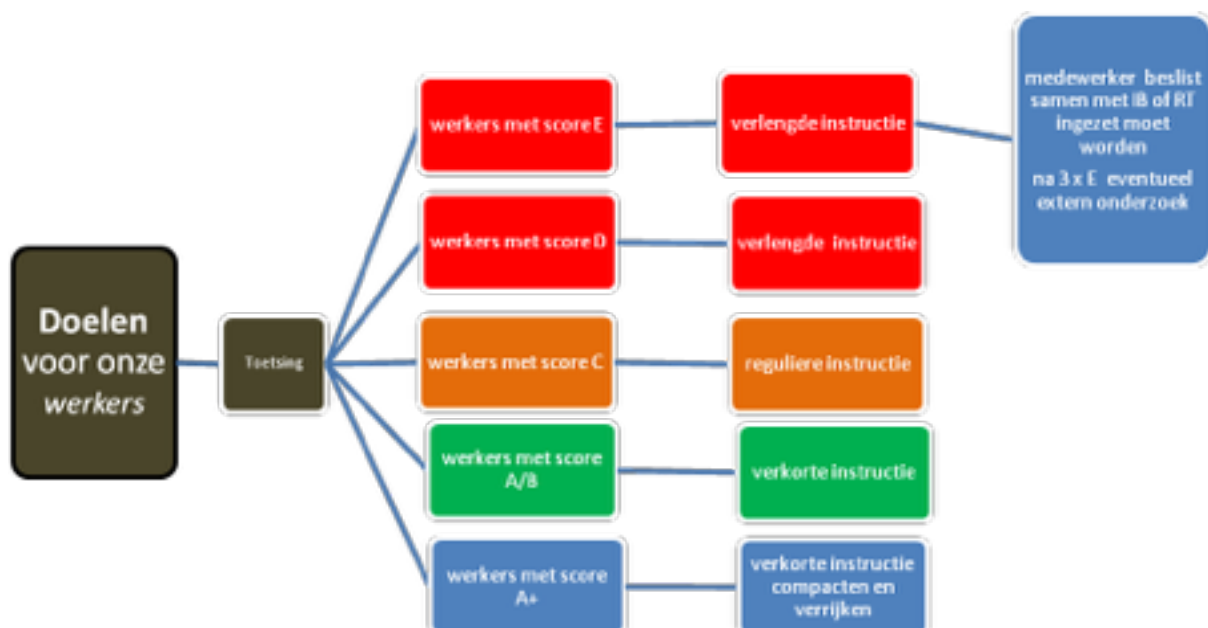 Doelen
voor onze
werkers
Toetsing
werkers met score E
verlengde instructie
medewerker beslist
samen met IB of RT
ingezet moet
worden
na 3 x E eventueel
extern onderzoek
werkers met score D
verlengde instructie
werkers met score C
reguliere instructie
werkers met score
A/B
verkorte instructie
werkers met score
A+
verkorte instructie
compacten en
verrijken